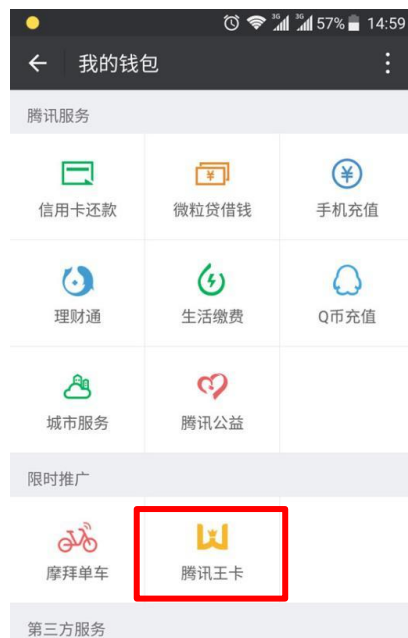 3G 3G 57% 14:59
我的钱包
腾讯服务
信用卡还款 微粒贷借钱 手机充值
理财通 生活缴费 Q币充值
城市服务 腾讯公益
限时推广
摩拜单车 腾讯王卡
第三方服务